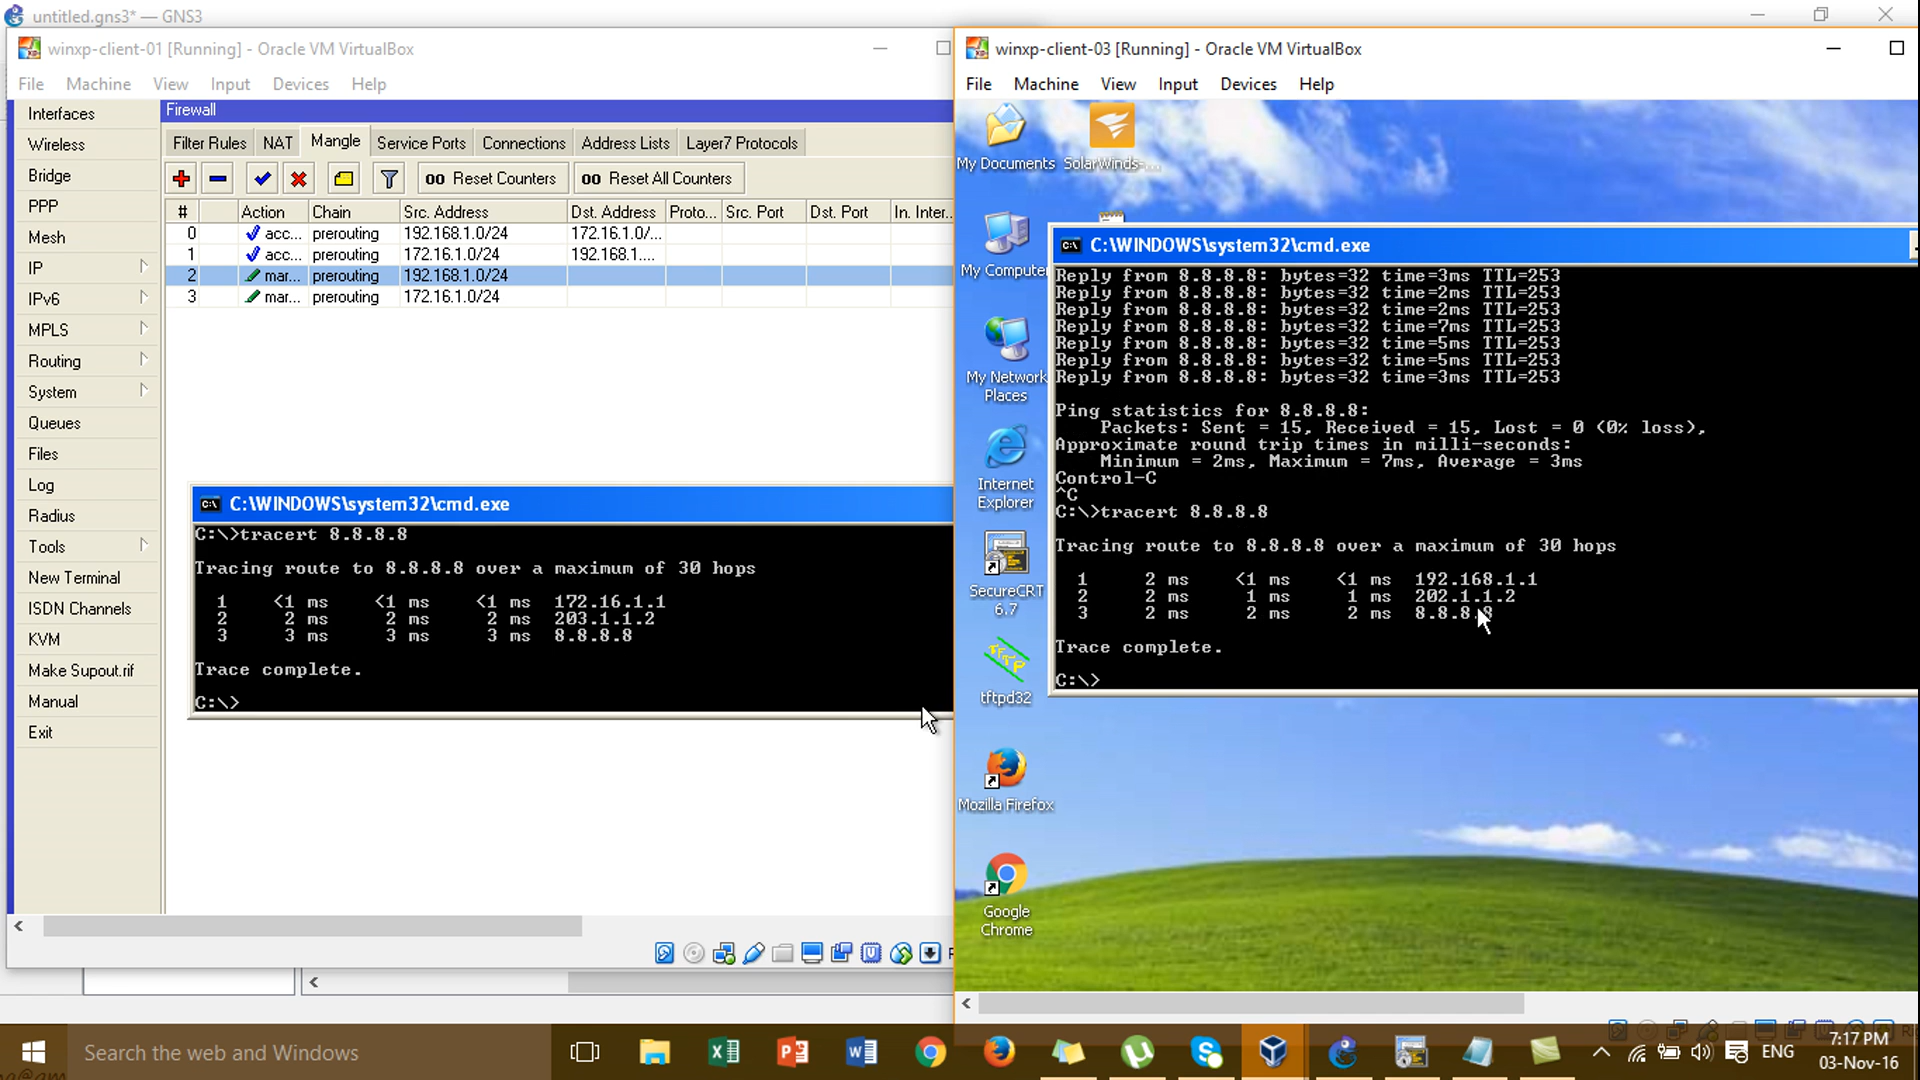 untitled.gns3* — GNS3
winxp-client-01 [Running] - Oracle VM VirtualBox
File Machine View Input Devices Help
Interfaces
Wireless
Bridge
PPP
Mesh
IP
IPv6
MPLS
Routing
System
Queues
Files
Log
Radius
Tools
New Terminal
ISDN Channels
KVM
Make Supout.rif
Manual
Exit
Firewall
Filter Rules NAT Mangle Service Ports Connections Address Lists Layer7 Protocols
00 Reset Counters 00 Reset All Counters
# Action Chain Src. Address Dst. Address Proto... Src. Port Dst. Port In. Inter...
0 acc... prerouting 192.168.1.0/24 172.16.1.0/...
1 acc... prerouting 172.16.1.0/24 192.168.1....
2 mar... prerouting 192.168.1.0/24
3 mar... prerouting 172.16.1.0/24
C:\WINDOWS\system32\cmd.exe
C:\>tracert 8.8.8.8
Tracing route to 8.8.8.8 over a maximum of 30 hops
1 <1 ms <1 ms <1 ms 172.16.1.1
2 2 ms 2 ms 2 ms 203.1.1.2
3 3 ms 3 ms 3 ms 8.8.8.8
Trace complete.
C:\>
winxp-client-03 [Running] - Oracle VM VirtualBox
File Machine View Input Devices Help
My Documents
SolarWinds-...
My Computer
My Network
Places
Internet
Explorer
SecureCRT
6.7
tftpd32
Mozilla Firefox
Google
Chrome
C:\WINDOWS\system32\cmd.exe
Reply from 8.8.8.8: bytes=32 time=3ms TTL=253
Reply from 8.8.8.8: bytes=32 time=2ms TTL=253
Reply from 8.8.8.8: bytes=32 time=2ms TTL=253
Reply from 8.8.8.8: bytes=32 time=7ms TTL=253
Reply from 8.8.8.8: bytes=32 time=5ms TTL=253
Reply from 8.8.8.8: bytes=32 time=5ms TTL=253
Reply from 8.8.8.8: bytes=32 time=3ms TTL=253
Ping statistics for 8.8.8.8:
Packets: Sent = 15, Received = 15, Lost = 0 (0% loss),
Approximate round trip times in milli-seconds:
Minimum = 2ms, Maximum = 7ms, Average = 3ms
Control-C
^C
C:\>tracert 8.8.8.8
Tracing route to 8.8.8.8 over a maximum of 30 hops
1 2 ms <1 ms <1 ms 192.168.1.1
2 2 ms 1 ms 1 ms 202.1.1.2
3 2 ms 2 ms 2 ms 8.8.8.8
Trace complete.
C:\>
Search the web and Windows
ENG
7:17 PM
03-Nov-16